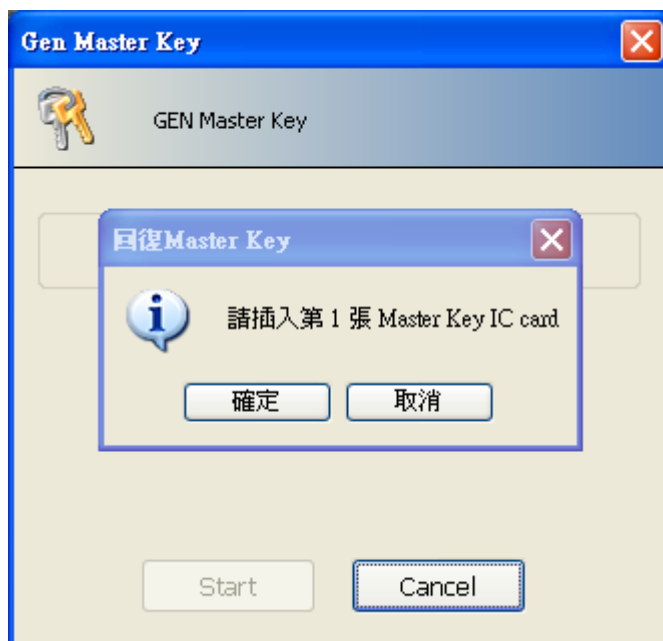 Gen Master Key
GEN Master Key
回復Master Key
請插入第 1 張 Master Key IC card
確定 取消
Start Cancel